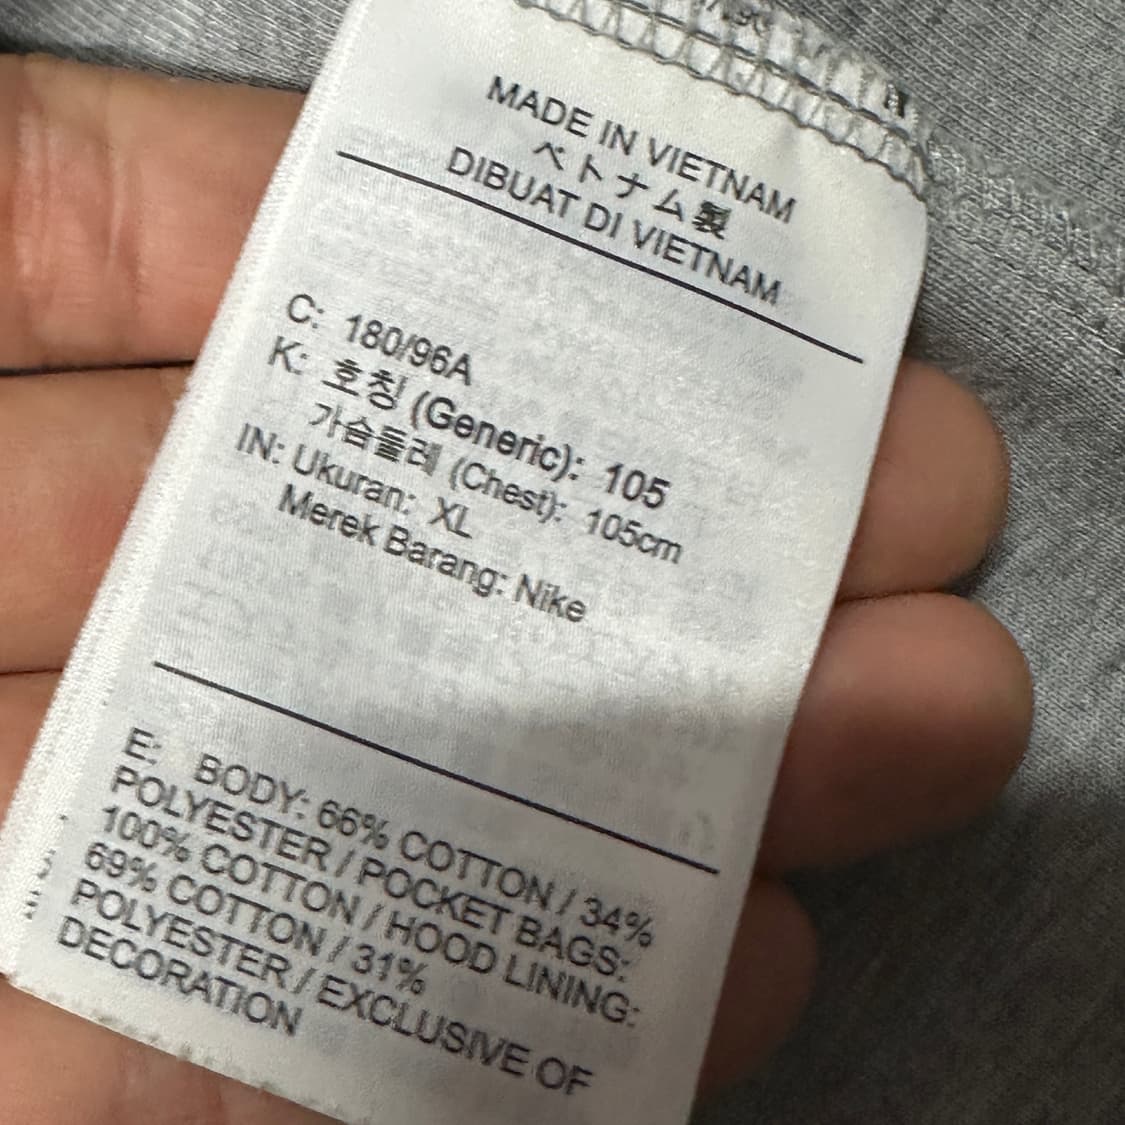 MADE IN VIETNAM
ベトナム製
DIBUAT DI VIETNAM
C: 180/96A
K: 호칭 (Generic): 105
가슴둘레 (Chest): 105cm
IN: Ukuran: XL
Merek Barang: Nike
E: BODY: 66% COTTON / 34%
POLYESTER / POCKET BAGS:
100% COTTON / HOOD LINING:
69% COTTON / 31%
POLYESTER / EXCLUSIVE OF
DECORATION